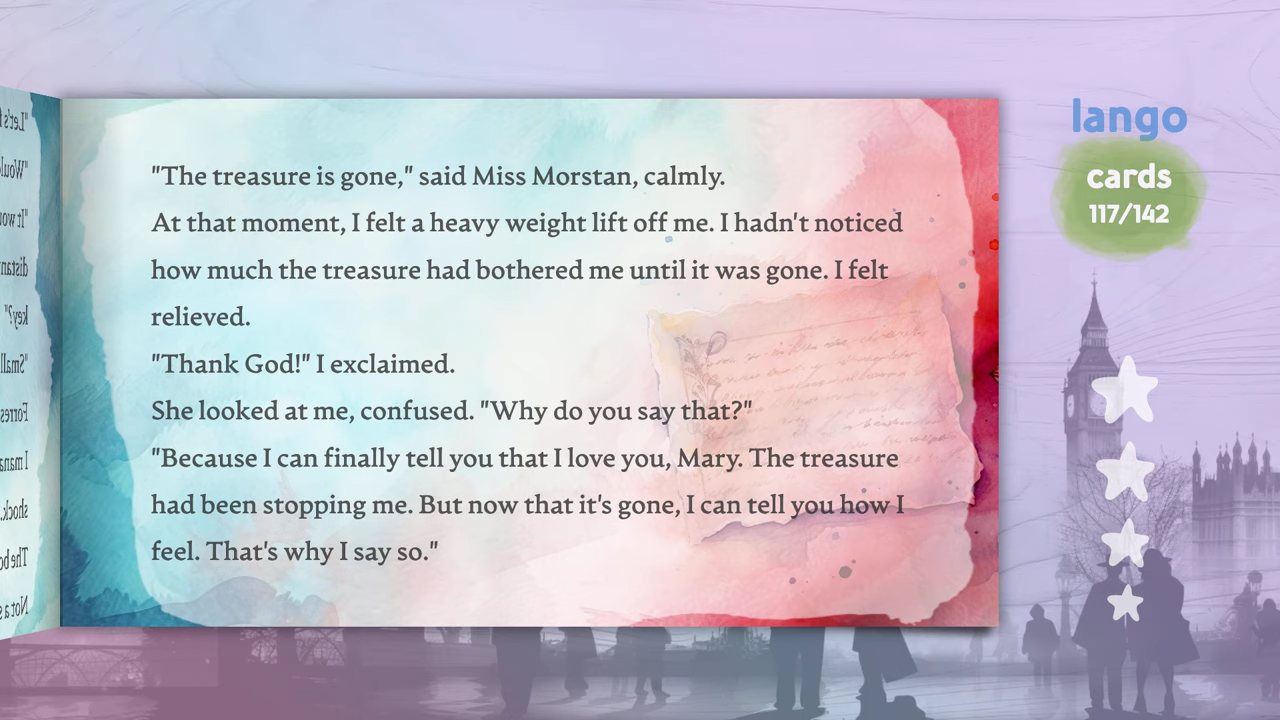 "The treasure is gone," said Miss Morstan, calmly.
At that moment, I felt a heavy weight lift off me. I hadn't noticed
how much the treasure had bothered me until it was gone. I felt
relieved.
"Thank God!" I exclaimed.
She looked at me, confused. "Why do you say that?"
"Because I can finally tell you that I love you, Mary. The treasure
had been stopping me. But now that it's gone, I can tell you how I
feel. That's why I say so."
lango
cards
117/142